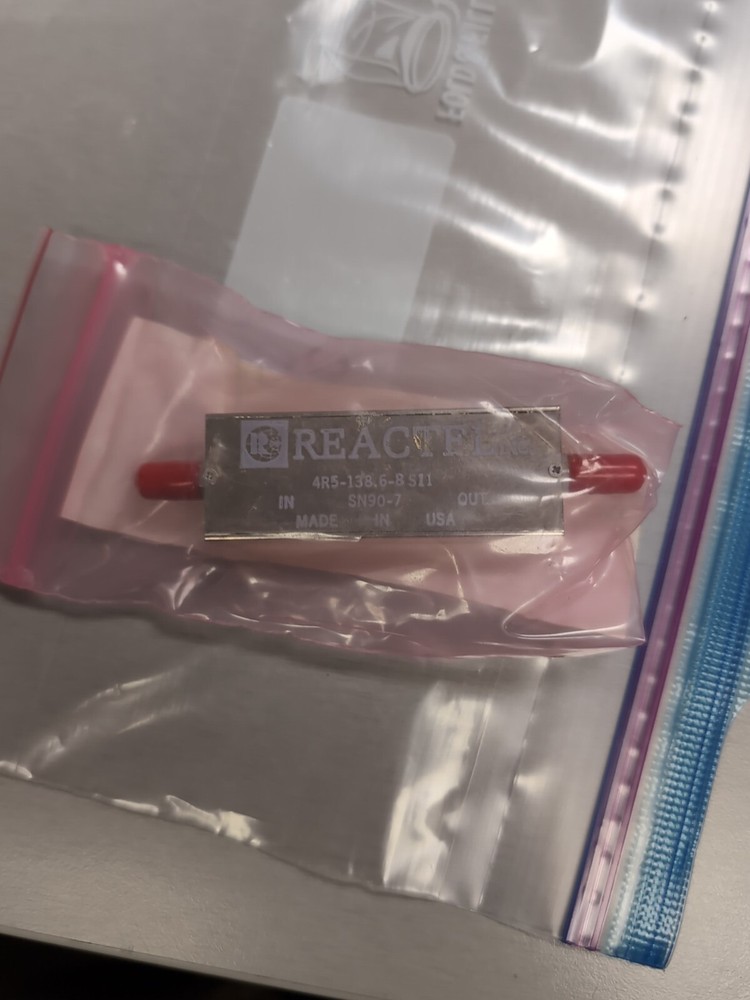 REACTEL
4R5-138.6-8 S11
IN SN90-7 OUT
MADE IN USA